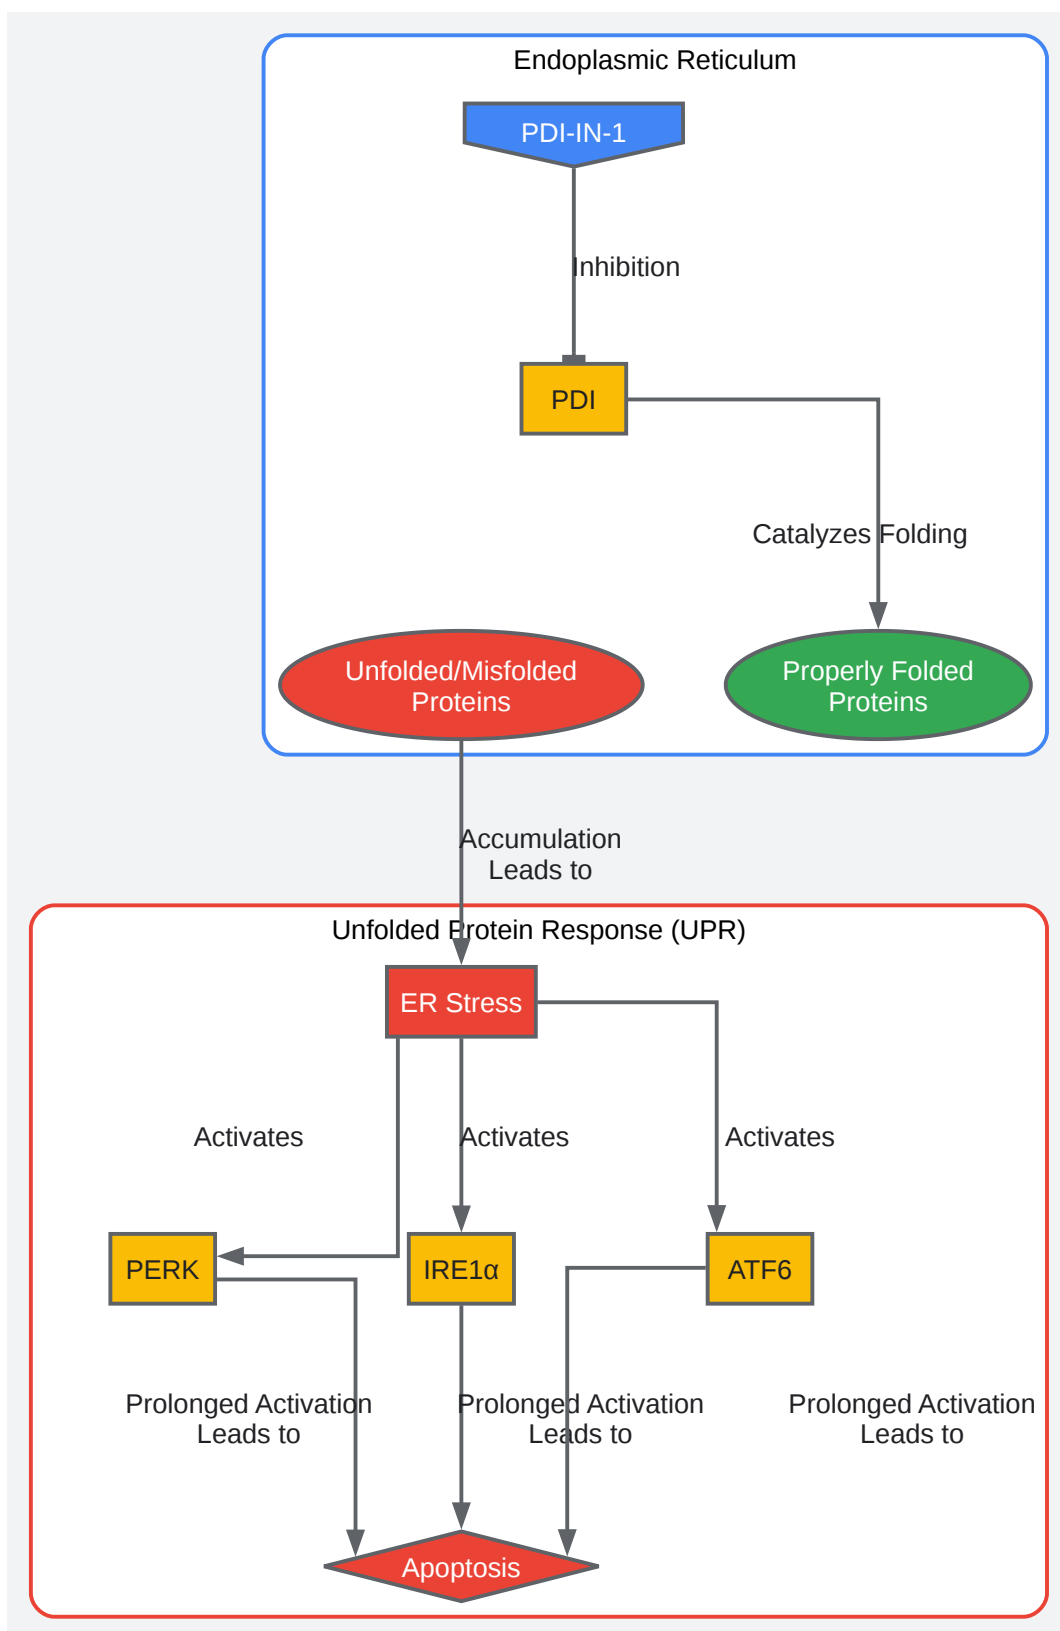 Endoplasmic Reticulum
PDI-IN-1
Inhibition
PDI
Catalyzes Folding
Unfolded/Misfolded
Proteins
Properly Folded
Proteins
Accumulation
Leads to
Unfolded Protein Response (UPR)
ER Stress
Activates
Activates
Activates
PERK
IRE1α
ATF6
Prolonged Activation
Leads to
Prolonged Activation
Leads to
Prolonged Activation
Leads to
Apoptosis